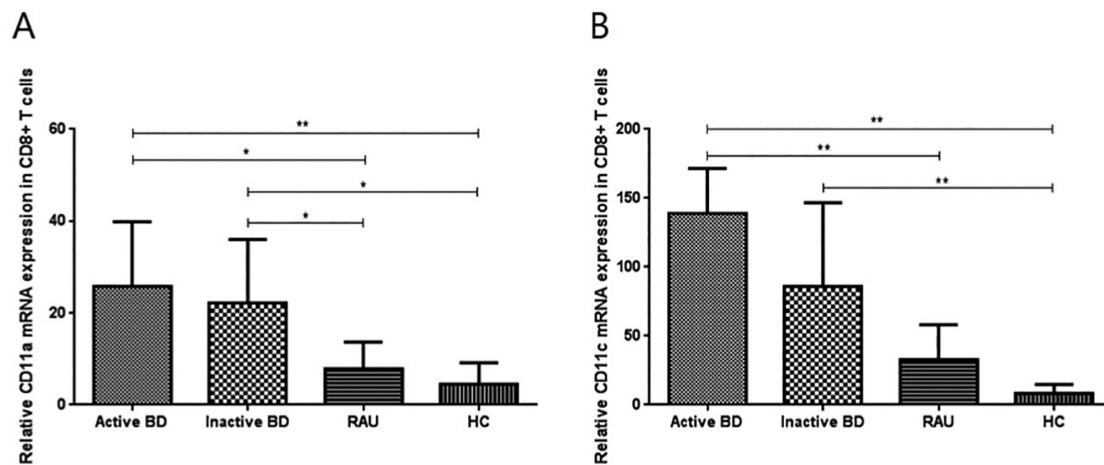 A
Relative CD11a mRNA expression in CD8+ T cells
60
40
20
0
**
*
*
*
Active BD Inactive BD RAU HC
B
Relative CD11c mRNA expression in CD8+ T cells
200
150
100
50
0
**
**
**
Active BD Inactive BD RAU HC